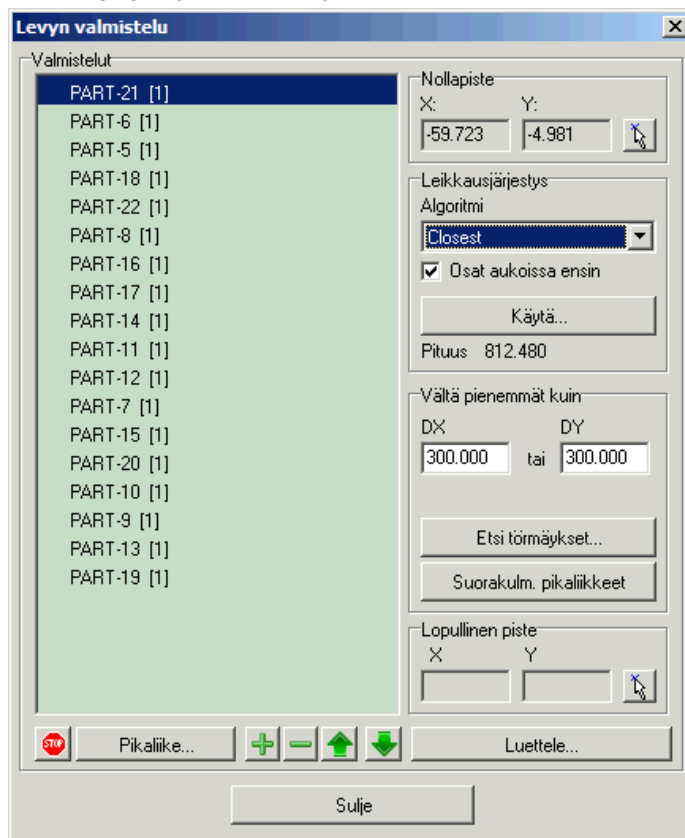 Levyn valmistelu
Valmistelut
PART-21 [1]
PART-6 [1]
PART-5 [1]
PART-18 [1]
PART-22 [1]
PART-8 [1]
PART-16 [1]
PART-17 [1]
PART-14 [1]
PART-11 [1]
PART-12 [1]
PART-7 [1]
PART-15 [1]
PART-20 [1]
PART-10 [1]
PART-9 [1]
PART-13 [1]
PART-19 [1]
STOP
Pikaliike...
Nollapiste
X: Y:
-59.723 -4.981
Leikkausjärjestys
Algoritmi
Closest
Osat aukoissa ensin
Käytä...
Pituus 812.480
Vältä pienemmät kuin
DX DY
300.000 tai 300.000
Etsi törmäykset...
Suorakulm. pikaliikkeet
Lopullinen piste
X Y
Luettele...
Sulje